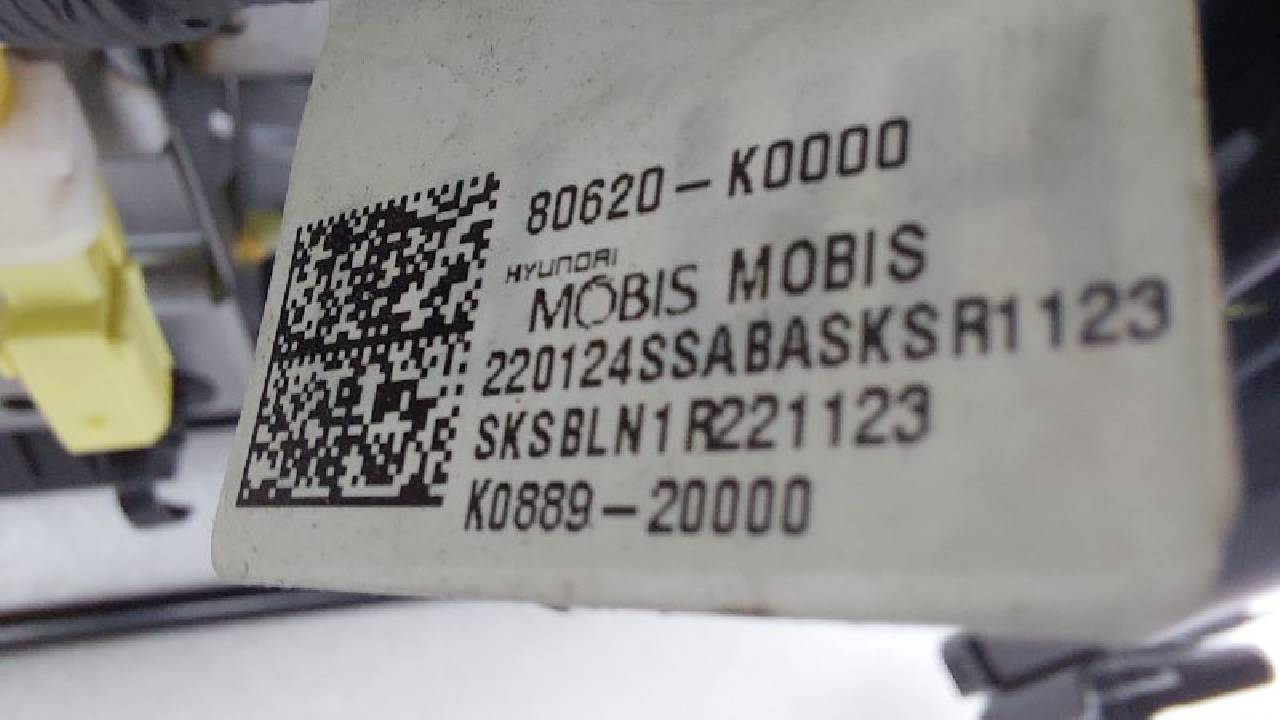 80620-K0000
HYUNDAI
MOBIS MOBIS
220124SSABASKSR1123
SKSBLN1R221123
K0889-20000